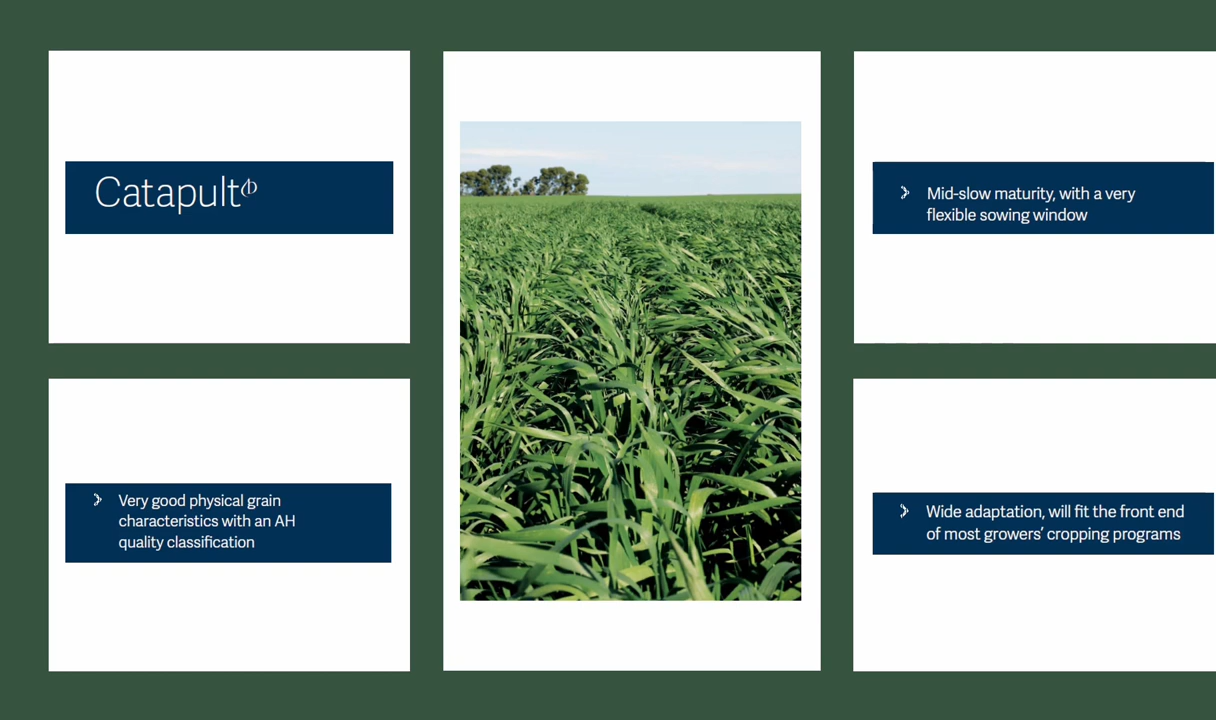 Catapult
Mid-slow maturity, with a very
flexible sowing window
Very good physical grain
characteristics with an AH
quality classification
Wide adaptation, will fit the front end
of most growers’ cropping programs